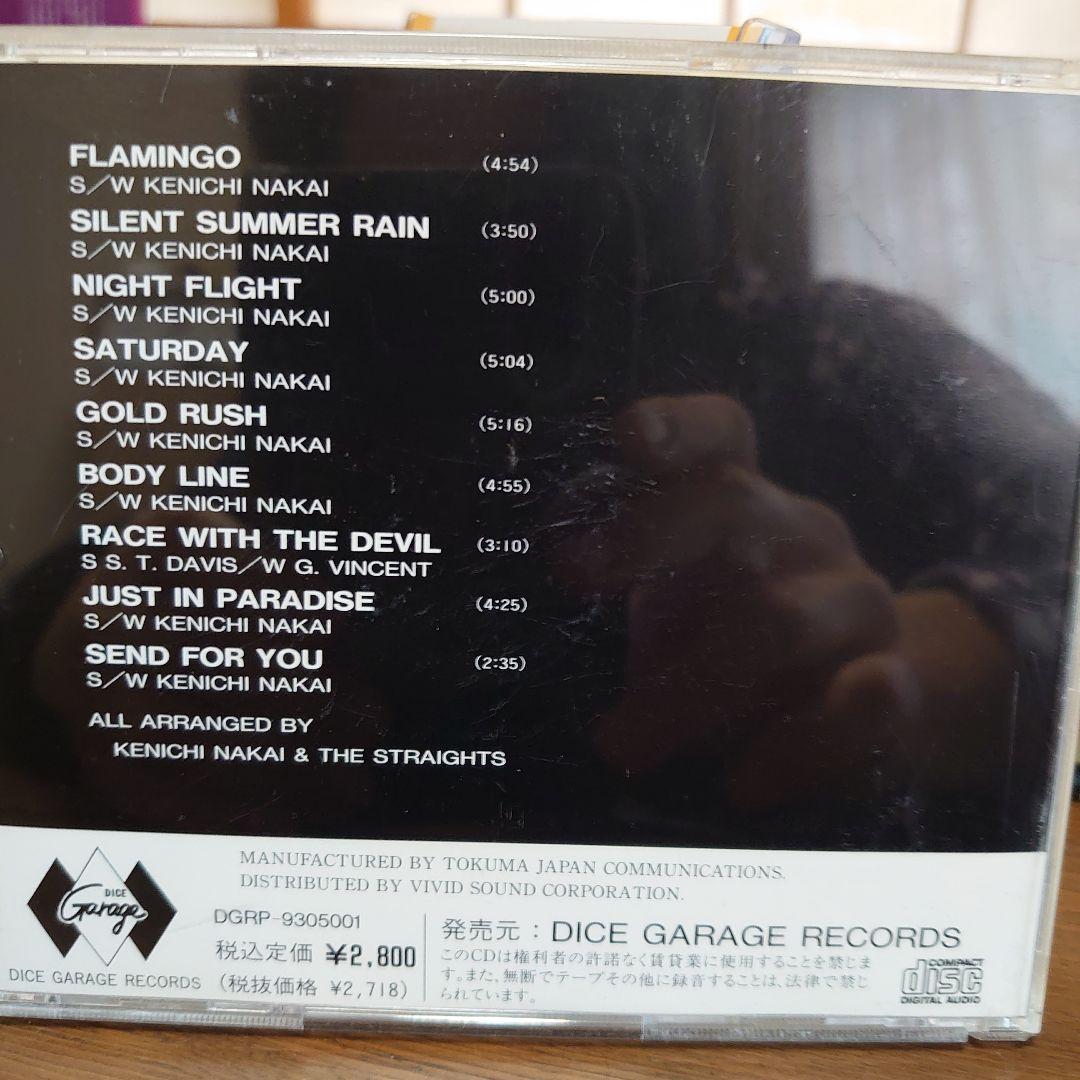 FLAMINGO (4:54)
S/W KENICHI NAKAI
SILENT SUMMER RAIN (3:50)
S/W KENICHI NAKAI
NIGHT FLIGHT (5:00)
S/W KENICHI NAKAI
SATURDAY (5:04)
S/W KENICHI NAKAI
GOLD RUSH (5:16)
S/W KENICHI NAKAI
BODY LINE (4:55)
S/W KENICHI NAKAI
RACE WITH THE DEVIL (3:10)
S S. T. DAVIS/W G. VINCENT
JUST IN PARADISE (4:25)
S/W KENICHI NAKAI
SEND FOR YOU (2:35)
S/W KENICHI NAKAI
ALL ARRANGED BY
KENICHI NAKAI & THE STRAIGHTS
MANUFACTURED BY TOKUMA JAPAN COMMUNICATIONS.
DISTRIBUTED BY VIVID SOUND CORPORATION.
DICE
Garage
DICE GARAGE RECORDS
DGRP-9305001
税込定価 ¥2,800
(税抜価格 ¥2,718)
発売元:DICE GARAGE RECORDS
このCDは権利者の許諾なく賃貸業に使用することを禁じま
す。また、無断でテープその他に録音することは、法律で禁じ
られています。
COMPACT
disc
DIGITAL AUDIO